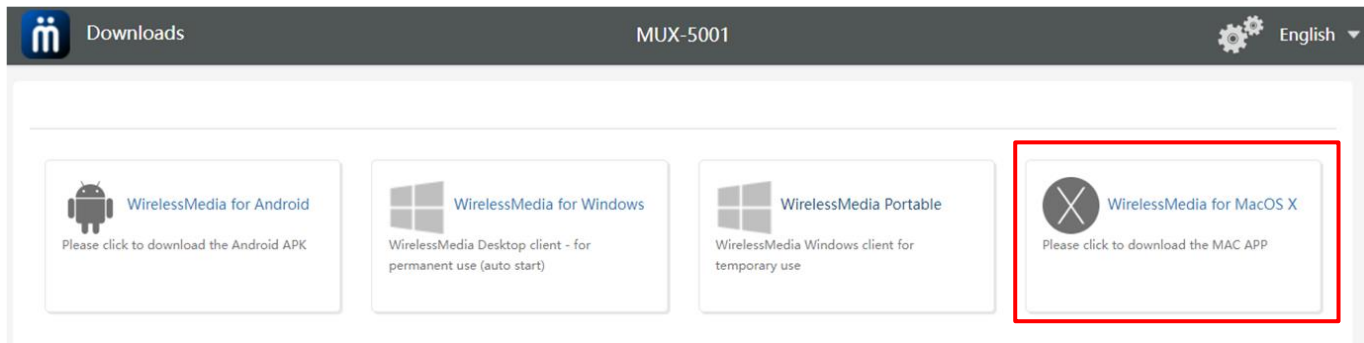 Downloads
MUX-5001
English
WirelessMedia for Android
Please click to download the Android APK
WirelessMedia for Windows
WirelessMedia Desktop client - for
permanent use (auto start)
WirelessMedia Portable
WirelessMedia Windows client for
temporary use
WirelessMedia for MacOS X
Please click to download the MAC APP